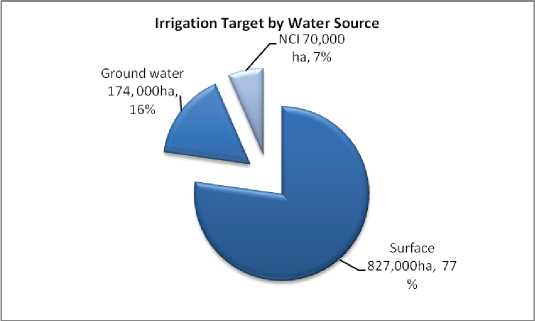 Irrigation Target by Water Source
NCI 70,000
ha, 7%
Ground water
174,000ha,
16%
Surface
827,000ha, 77
%